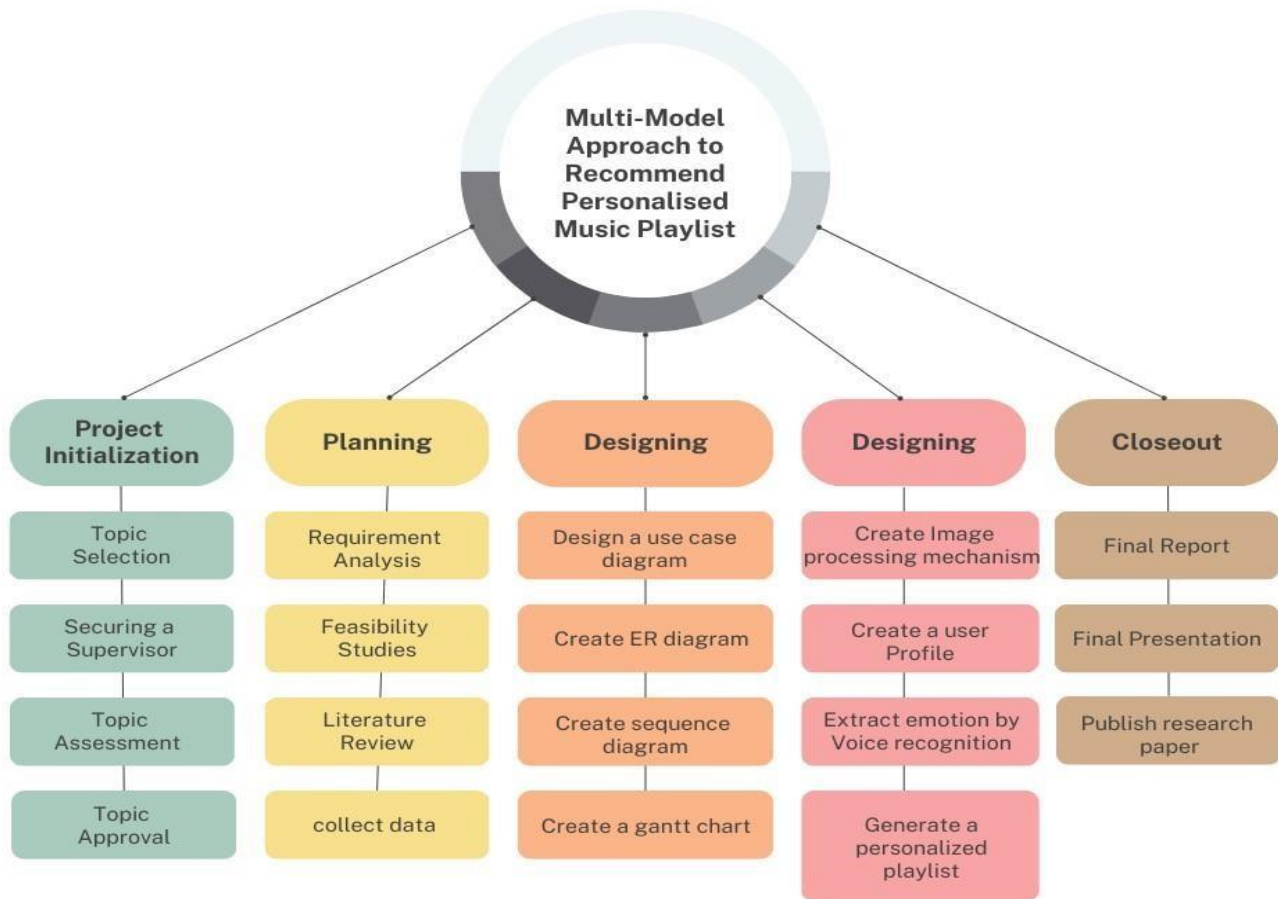 Multi-Model
Approach to
Recommend
Personalised
Music Playlist
Project
Initialization
Topic
Selection
Securing a
Supervisor
Topic
Assessment
Topic
Approval
Planning
Requirement
Analysis
Feasibility
Studies
Literature
Review
collect data
Designing
Design a use case
diagram
Create ER diagram
Create sequence
diagram
Create a gantt chart
Designing
Create Image
processing mechanism
Create a user
Profile
Extract emotion by
Voice recognition
Generate a
personalized
playlist
Closeout
Final Report
Final Presentation
Publish research
paper